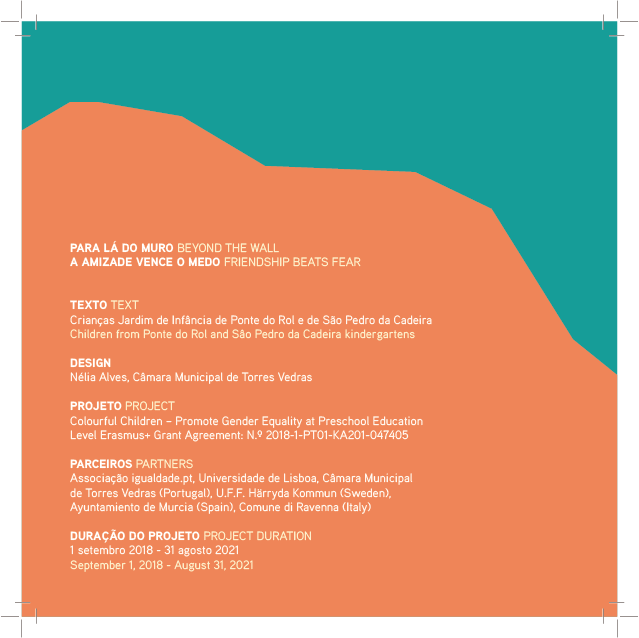 PARA LÁ DO MURO BEYOND THE WALL
A AMIZADE VENCE O MEDO FRIENDSHIP BEATS FEAR
TEXTO TEXT
Crianças Jardim de Infância de Ponte do Rol e de São Pedro da Cadeira
Children from Ponte do Rol and São Pedro da Cadeira kindergartens
DESIGN
Nélia Alves, Câmara Municipal de Torres Vedras
PROJETO PROJECT
Colourful Children – Promote Gender Equality at Preschool Education
Level Erasmus+ Grant Agreement: N.º 2018-1-PT01-KA201-047405
PARCEIROS PARTNERS
Associação igualdade.pt, Universidade de Lisboa, Câmara Municipal
de Torres Vedras (Portugal), U.F.F. Härryda Kommun (Sweden),
Ayuntamiento de Murcia (Spain), Comune di Ravenna (Italy)
DURAÇÃO DO PROJETO PROJECT DURATION
1 setembro 2018 - 31 agosto 2021
September 1, 2018 - August 31, 2021